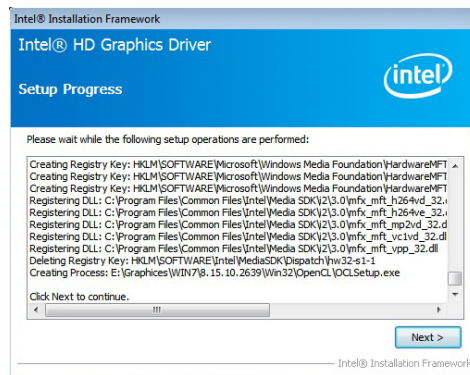 Intel® Installation Framework
Intel® HD Graphics Driver
Setup Progress
intel
Please wait while the following setup operations are performed:
Creating Registry Key: HKLM\SOFTWARE\Microsoft\Windows Media Foundation\HardwareMFT
Creating Registry Key: HKLM\SOFTWARE\Microsoft\Windows Media Foundation\HardwareMFT
Creating Registry Key: HKLM\SOFTWARE\Microsoft\Windows Media Foundation\HardwareMFT
Registering DLL: C:\Program Files\Common Files\Intel\Media SDK\i2\3.0\mfx_mft_h264vd_32.
Registering DLL: C:\Program Files\Common Files\Intel\Media SDK\i2\3.0\mfx_mft_h264ve_32.
Registering DLL: C:\Program Files\Common Files\Intel\Media SDK\i2\3.0\mfx_mft_mp2vd_32.d
Registering DLL: C:\Program Files\Common Files\Intel\Media SDK\i2\3.0\mfx_mft_vc1vd_32.dl
Registering DLL: C:\Program Files\Common Files\Intel\Media SDK\i2\3.0\mfx_mft_vpp_32.dll
Deleting Registry Key: HKLM\SOFTWARE\Intel\MediaSDK\Dispatch\hw32-s1-1
Creating Process: E:\Graphices\WIN7\8.15.10.2639\Win32\OpenCL\OCLSetup.exe
Click Next to continue.
Next >
Intel® Installation Framework